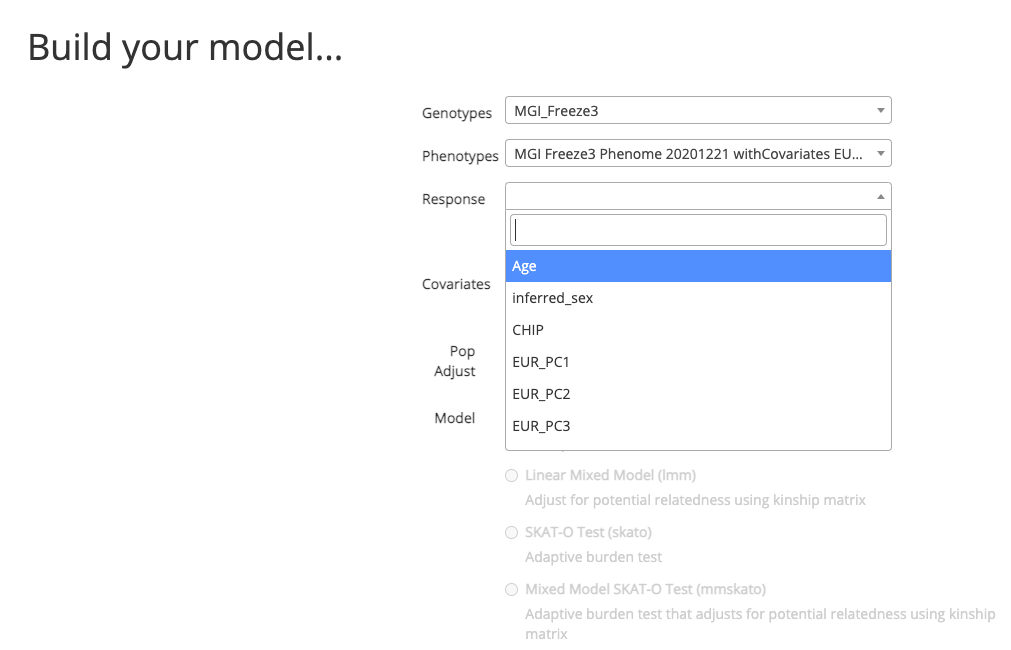 Build your model...
Genotypes MGI_Freeze3
Phenotypes MGI Freeze3 Phenome 20201221 withCovariates EU...
Response
Age
Covariates
inferred_sex
CHIP
Pop
Adjust
EUR_PC1
EUR_PC2
Model
EUR_PC3
Linear Mixed Model (lmm)
Adjust for potential relatedness using kinship matrix
SKAT-O Test (skato)
Adaptive burden test
Mixed Model SKAT-O Test (mmskato)
Adaptive burden test that adjusts for potential relatedness using kinship
matrix